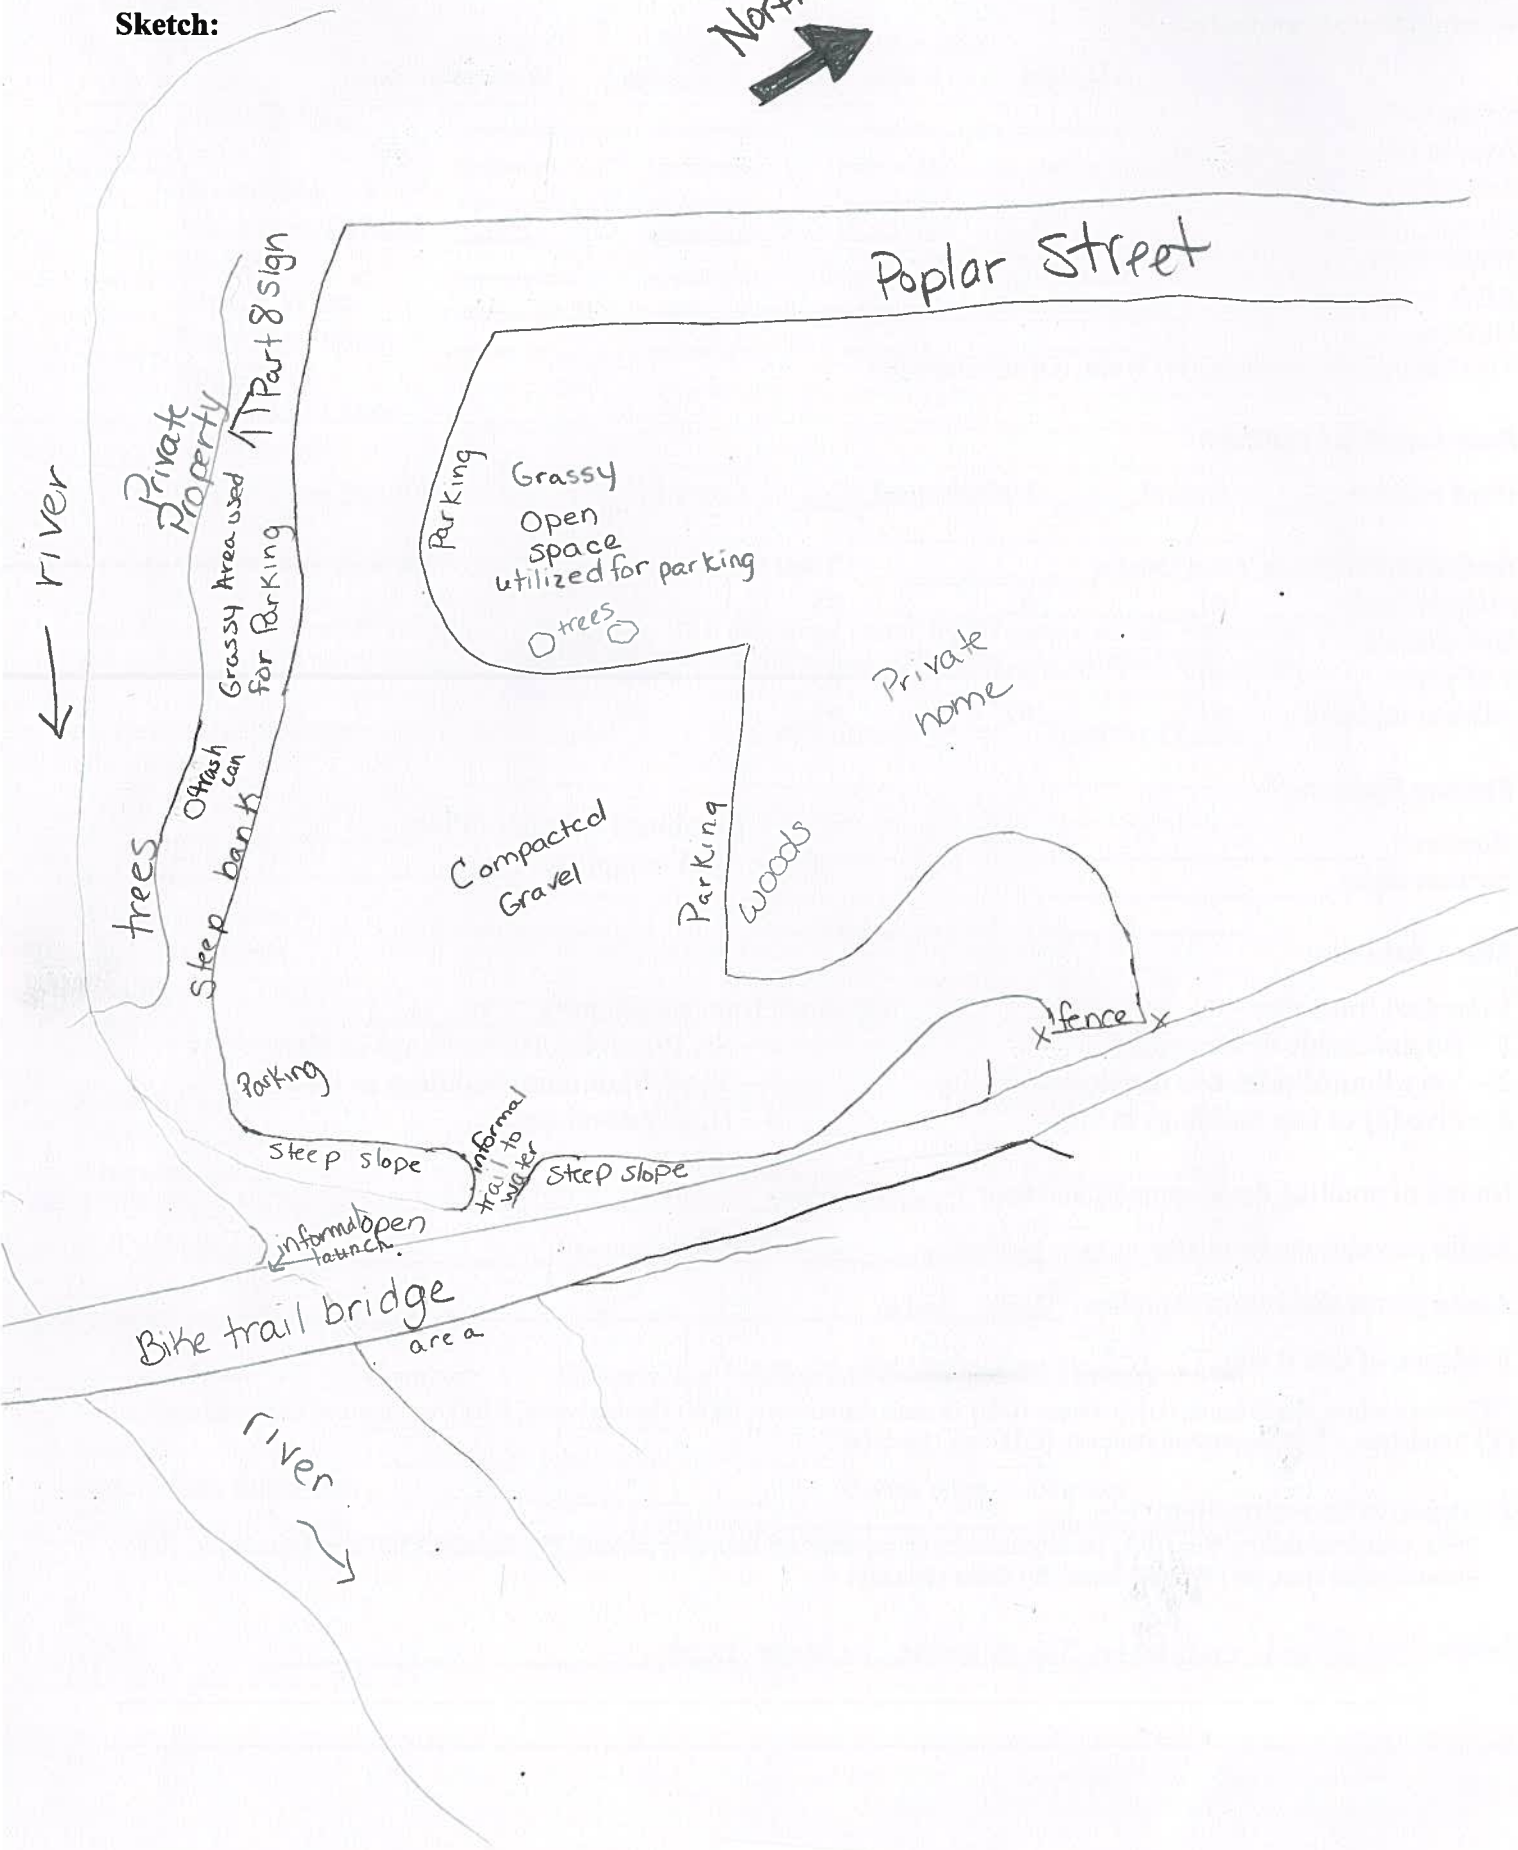 Sketch:
North
Poplar Street
Part 8 sign
Private
Property
Grassy Area used
for Parking
river
Parking
Grassy
Open
space
utilized for parking
trees
Private
home
trash
can
Steep bank
trees
Compacted
Gravel
Parking
woods
fence
x
x
Parking
Steep slope
informal
trail to
water
Steep slope
informal open
launch.
Bike trail bridge
area
river